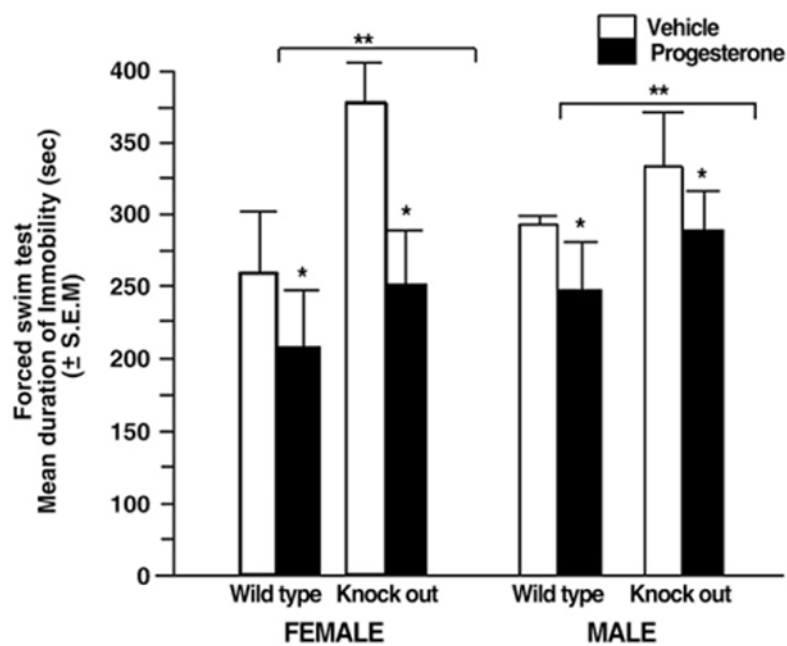 Vehicle
Progesterone
**
**
400
350
300
250
200
150
100
0
*
*
*
*
Forced swim test
Mean duration of Immobility (sec)
(± S.E.M)
Wild type Knock out Wild type Knock out
FEMALE MALE